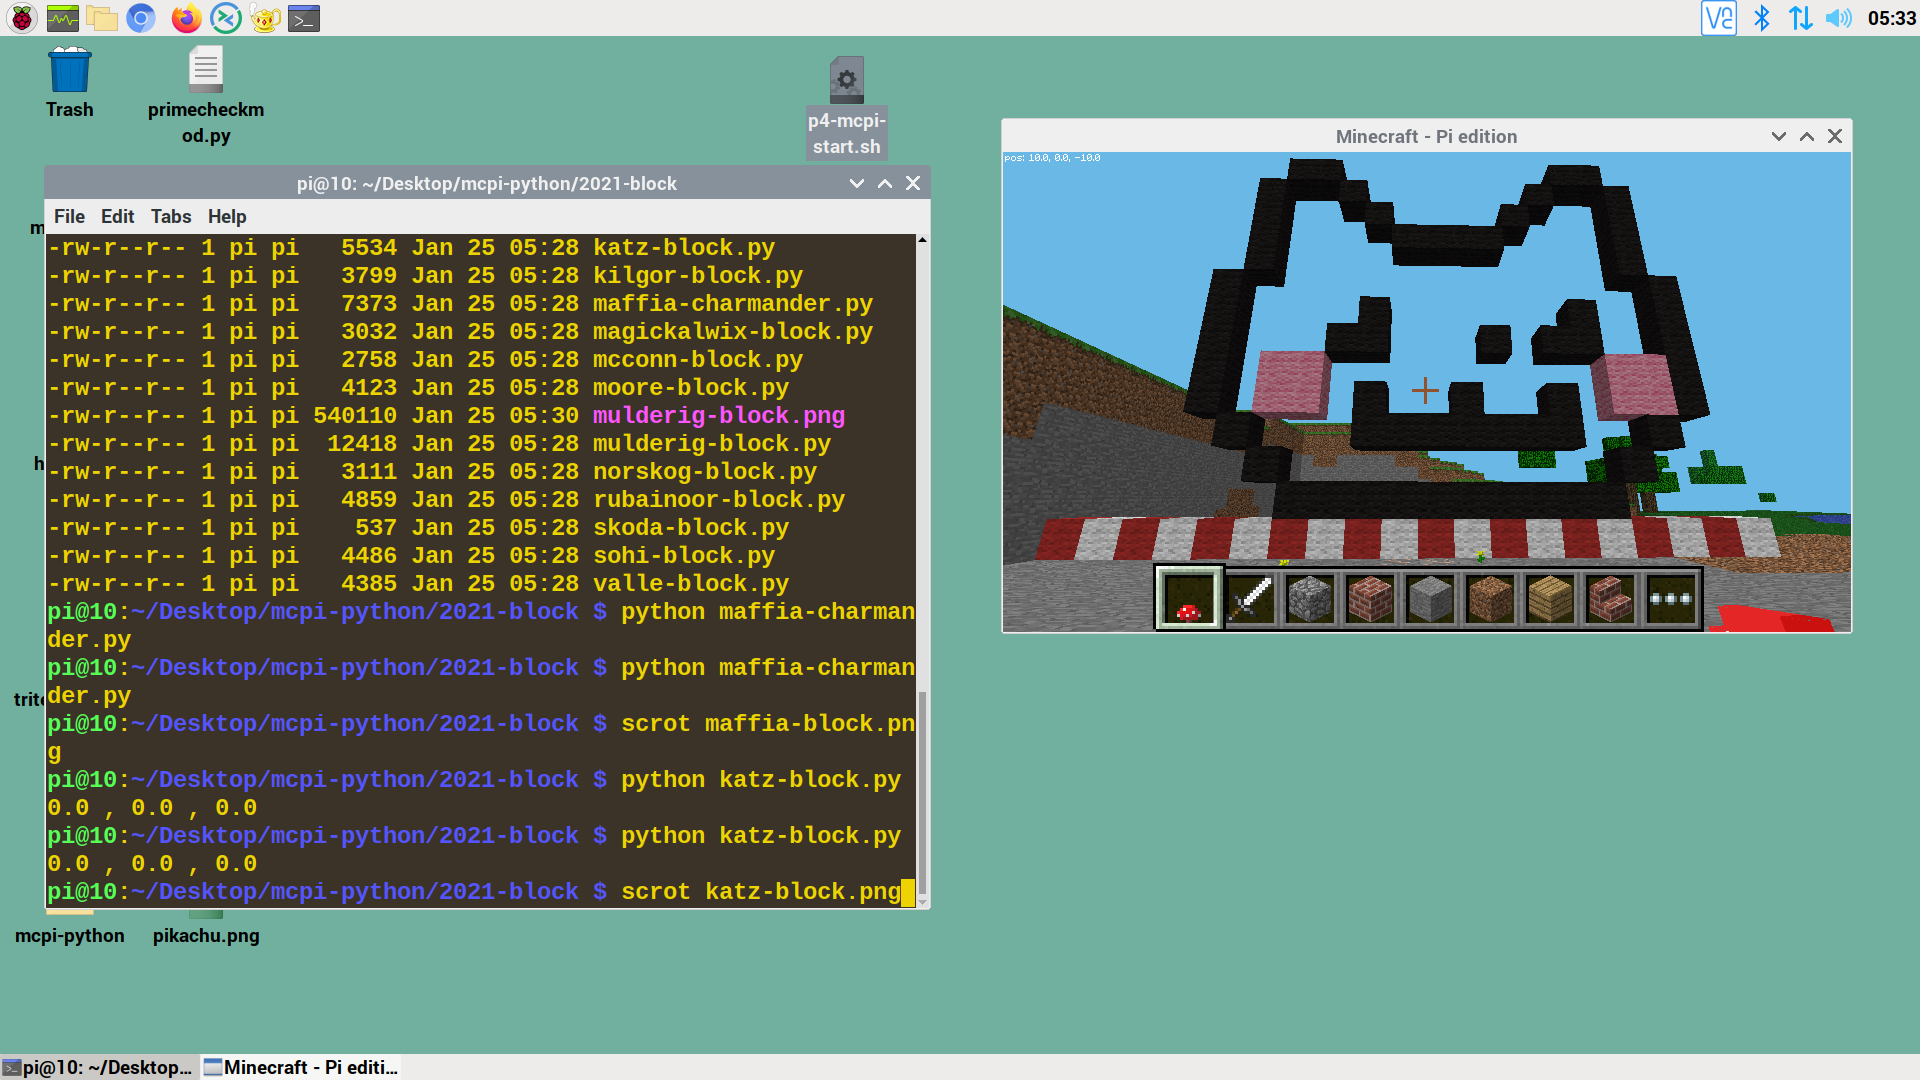 05:33
Trash
primecheckm
od.py
p4-mcpi-
start.sh
Minecraft - Pi edition
pos: 10.0, 0.0, -10.0
pi@10: ~/Desktop/mcpi-python/2021-block
File Edit Tabs Help
-rw-r--r-- 1 pi pi 5534 Jan 25 05:28 katz-block.py
-rw-r--r-- 1 pi pi 3799 Jan 25 05:28 kilgor-block.py
-rw-r--r-- 1 pi pi 7373 Jan 25 05:28 maffia-charmander.py
-rw-r--r-- 1 pi pi 3032 Jan 25 05:28 magickalwix-block.py
-rw-r--r-- 1 pi pi 2758 Jan 25 05:28 mcconn-block.py
-rw-r--r-- 1 pi pi 4123 Jan 25 05:28 moore-block.py
-rw-r--r-- 1 pi pi 540110 Jan 25 05:30 mulderig-block.png
-rw-r--r-- 1 pi pi 12418 Jan 25 05:28 mulderig-block.py
-rw-r--r-- 1 pi pi 3111 Jan 25 05:28 norskog-block.py
-rw-r--r-- 1 pi pi 4859 Jan 25 05:28 rubainoor-block.py
-rw-r--r-- 1 pi pi 537 Jan 25 05:28 skoda-block.py
-rw-r--r-- 1 pi pi 4486 Jan 25 05:28 sohi-block.py
-rw-r--r-- 1 pi pi 4385 Jan 25 05:28 valle-block.py
pi@10:~/Desktop/mcpi-python/2021-block $ python maffia-charman
der.py
pi@10:~/Desktop/mcpi-python/2021-block $ python maffia-charman
der.py
pi@10:~/Desktop/mcpi-python/2021-block $ scrot maffia-block.pn
g
pi@10:~/Desktop/mcpi-python/2021-block $ python katz-block.py
0.0 , 0.0 , 0.0
pi@10:~/Desktop/mcpi-python/2021-block $ python katz-block.py
0.0 , 0.0 , 0.0
pi@10:~/Desktop/mcpi-python/2021-block $ scrot katz-block.png
mcpi-python
pikachu.png
pi@10: ~/Desktop...
Minecraft - Pi editi...